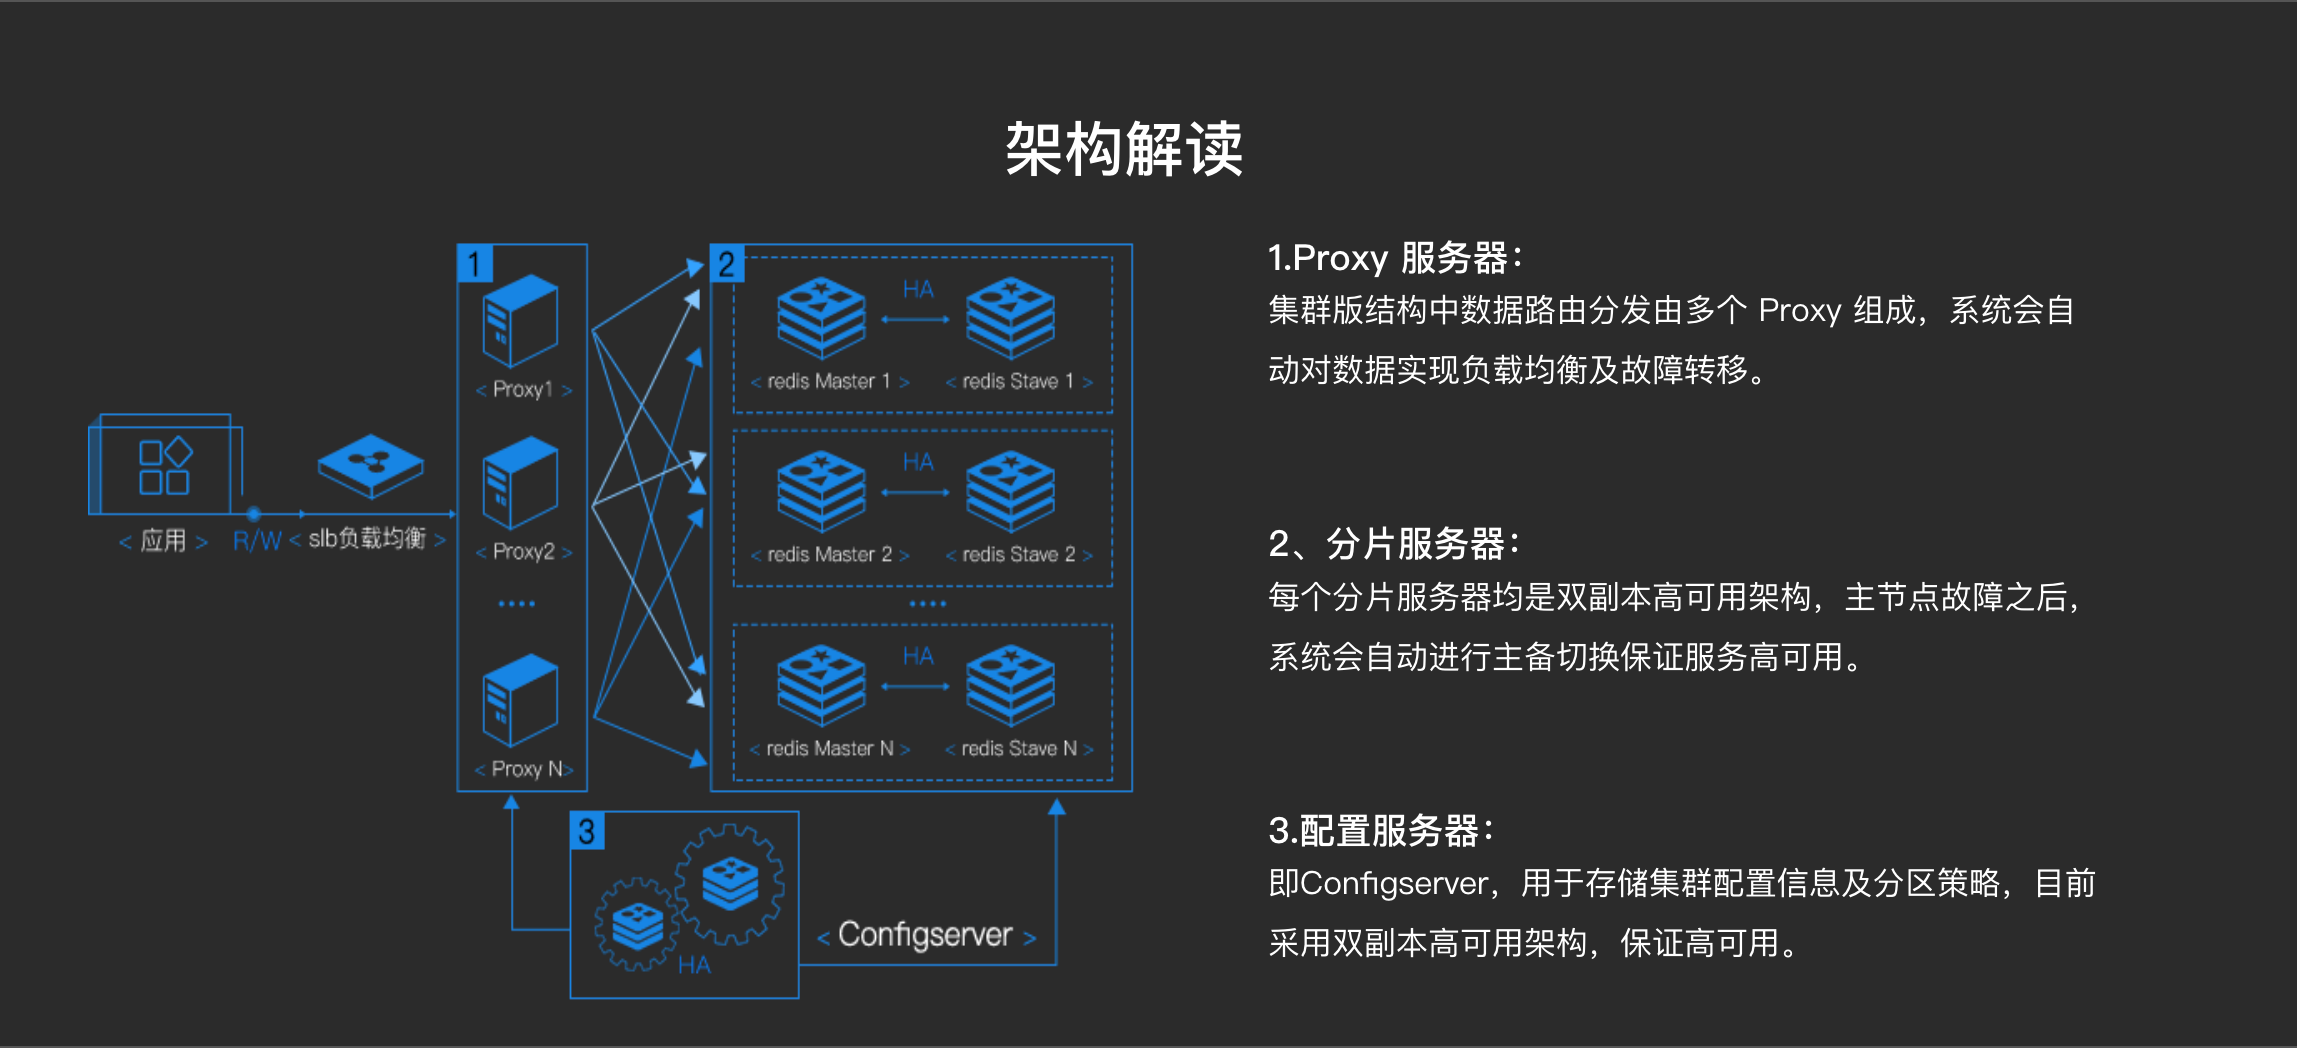 架构解读
1
< Proxy1 >
< Proxy2 >
••••
< Proxy N>
< 应用 >
R/W
< slb负载均衡 >
2
HA
< redis Master 1 >
< redis Stave 1 >
HA
< redis Master 2 >
< redis Stave 2 >
••••
HA
< redis Master N >
< redis Stave N >
3
HA
< Configserver >
1.Proxy 服务器：
集群版结构中数据路由分发由多个 Proxy 组成，系统会自
动对数据实现负载均衡及故障转移。
2、分片服务器：
每个分片服务器均是双副本高可用架构，主节点故障之后，
系统会自动进行主备切换保证服务高可用。
3.配置服务器：
即Configserver，用于存储集群配置信息及分区策略，目前
采用双副本高可用架构，保证高可用。